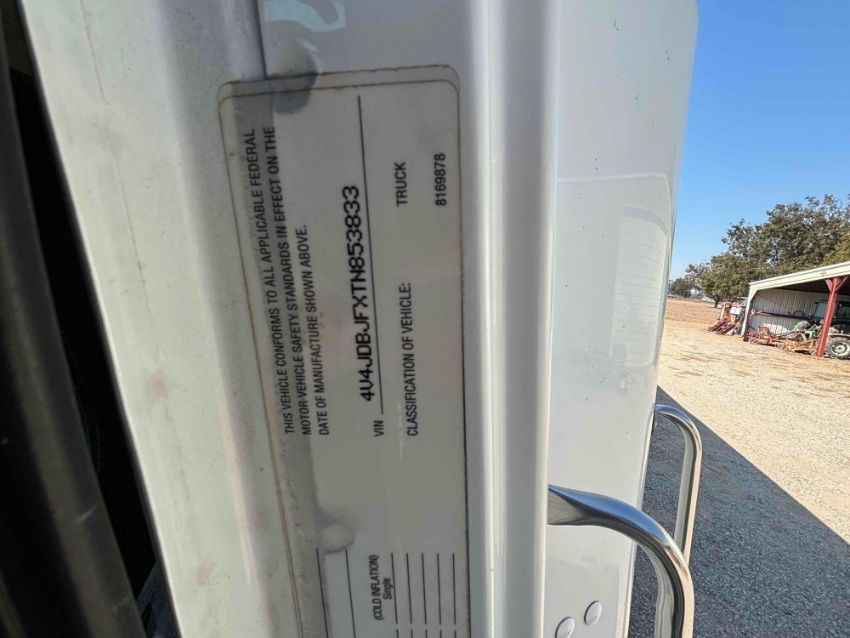 THIS VEHICLE CONFORMS TO ALL APPLICABLE FEDERAL
MOTOR VEHICLE SAFETY STANDARDS IN EFFECT ON THE
DATE OF MANUFACTURE SHOWN ABOVE.
VIN 4V4JDBJFXTN853833
CLASSIFICATION OF VEHICLE: TRUCK
8169878
(COLD INFLATION)
Single